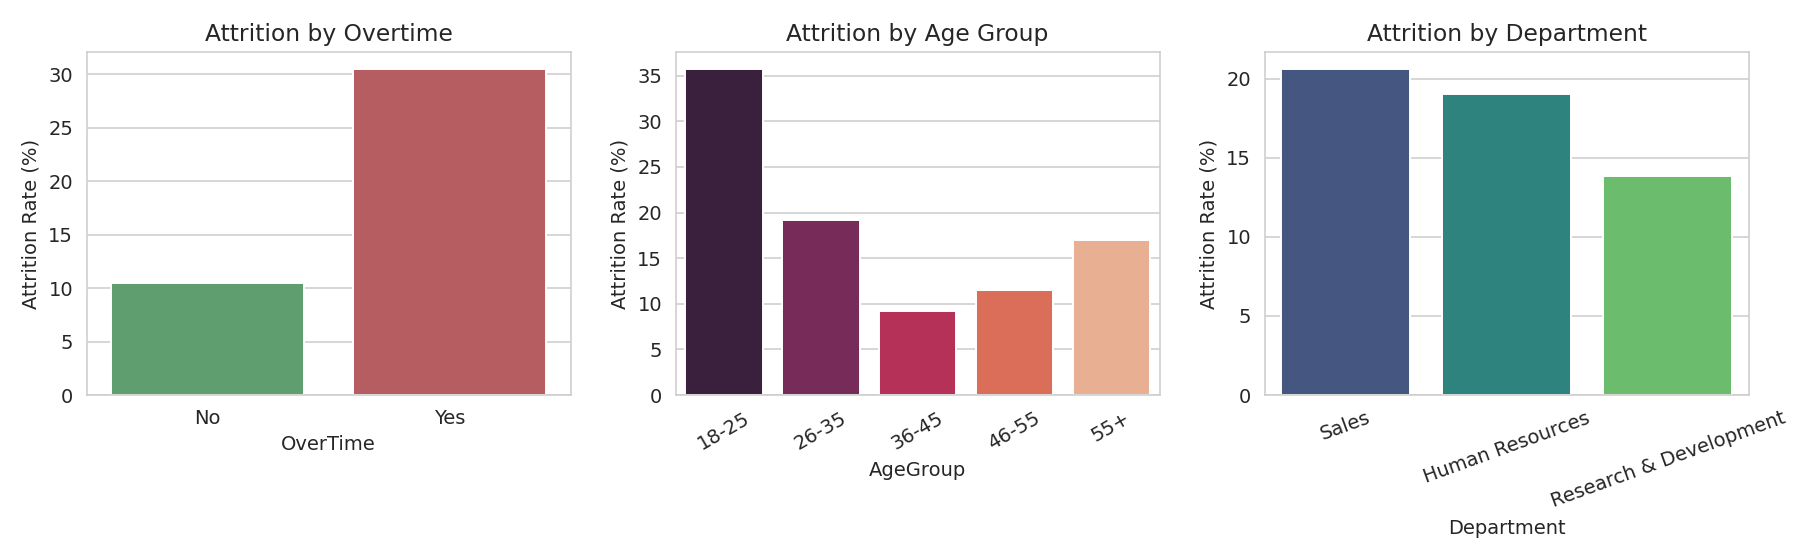 Attrition by Overtime
Attrition Rate (%)
30
25
20
15
10
5
0
No
Yes
OverTime
Attrition by Age Group
Attrition Rate (%)
35
30
25
20
15
10
5
0
18-25
26-35
36-45
46-55
55+
AgeGroup
Attrition by Department
Attrition Rate (%)
20
15
10
5
0
Sales
Human Resources
Research & Development
Department